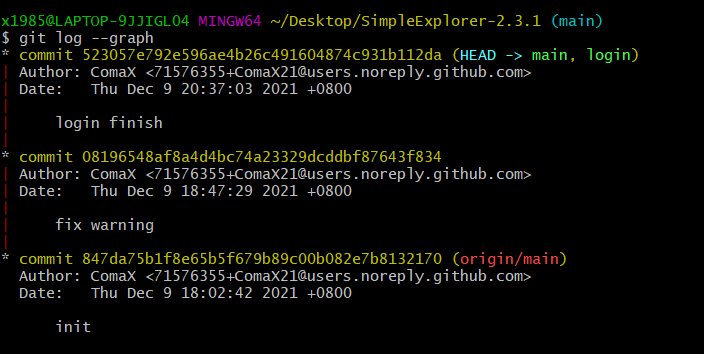 x1985@LAPTOP-9JJIGLO4 MINGW64 ~/Desktop/SimpleExplorer-2.3.1 (main)
$ git log --graph
* commit 523057e792e596ae4b26c491604874c931b112da (HEAD -> main, login)
| Author: ComaX <71576355+ComaX21@users.noreply.github.com>
| Date:   Thu Dec 9 20:37:03 2021 +0800
|
|     login finish
|
* commit 08196548af8a4d4bc74a23329dcddbf87643f834
| Author: ComaX <71576355+ComaX21@users.noreply.github.com>
| Date:   Thu Dec 9 18:47:29 2021 +0800
|
|     fix warning
|
* commit 847da75b1f8e65b5f679b89c00b082e7b8132170 (origin/main)
  Author: ComaX <71576355+ComaX21@users.noreply.github.com>
  Date:   Thu Dec 9 18:02:42 2021 +0800

      init